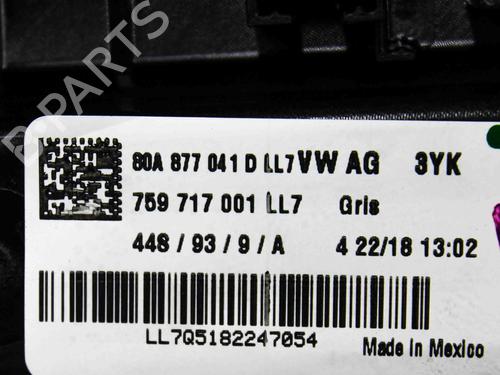 B PARTS
80A 877 041 D LL7 VW AG 3YK
759 717 001 LL7 Gris
448 / 93 / 9 / A 4 22/18 13:02
LL7Q5182247054
Made in Mexico